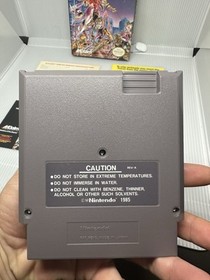 CAUTION
● DO NOT STORE IN EXTREME TEMPERATURES.
● DO NOT IMMERSE IN WATER.
● DO NOT CLEAN WITH BENZENE, THINNER,
ALCOHOL OR OTHER SUCH SOLVENTS.
Nintendo 1985